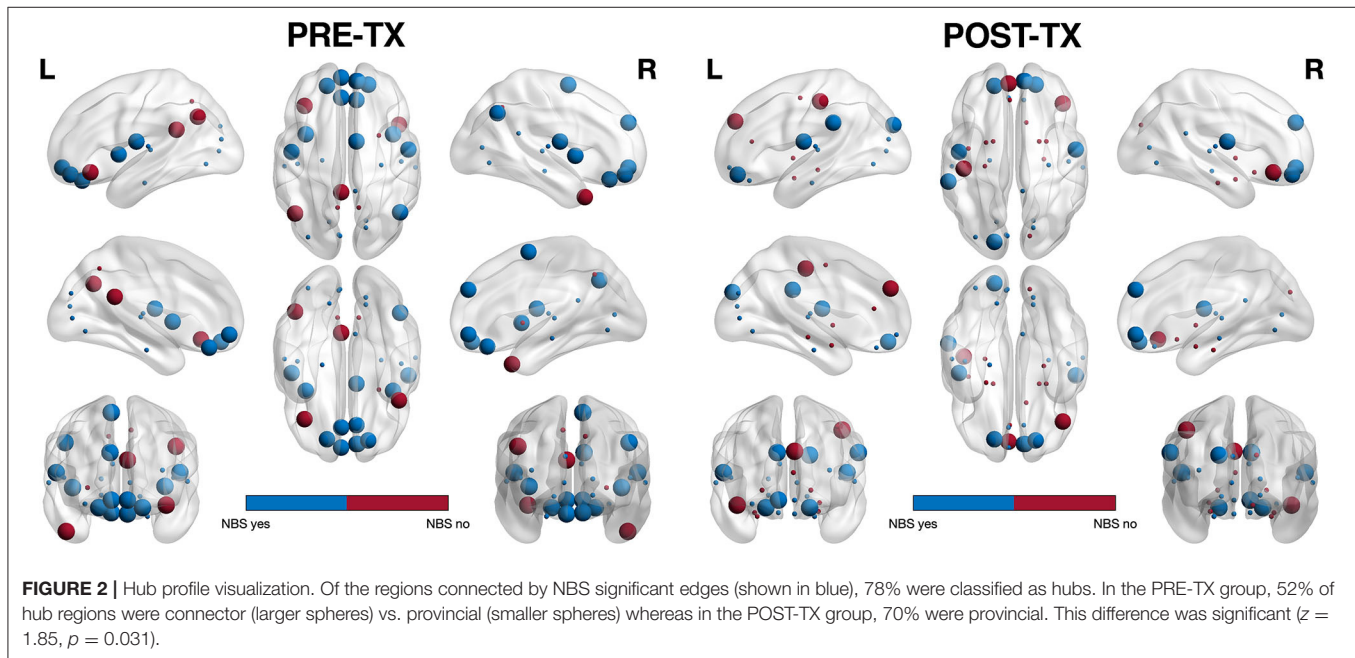 PRE-TX
POST-TX
L
R
L
R
NBS yes
NBS no
NBS yes
NBS no
FIGURE 2 | Hub profile visualization. Of the regions connected by NBS significant edges (shown in blue), 78% were classified as hubs. In the PRE-TX group, 52% of
hub regions were connector (larger spheres) vs. provincial (smaller spheres) whereas in the POST-TX group, 70% were provincial. This difference was significant (z =
1.85, p = 0.031).